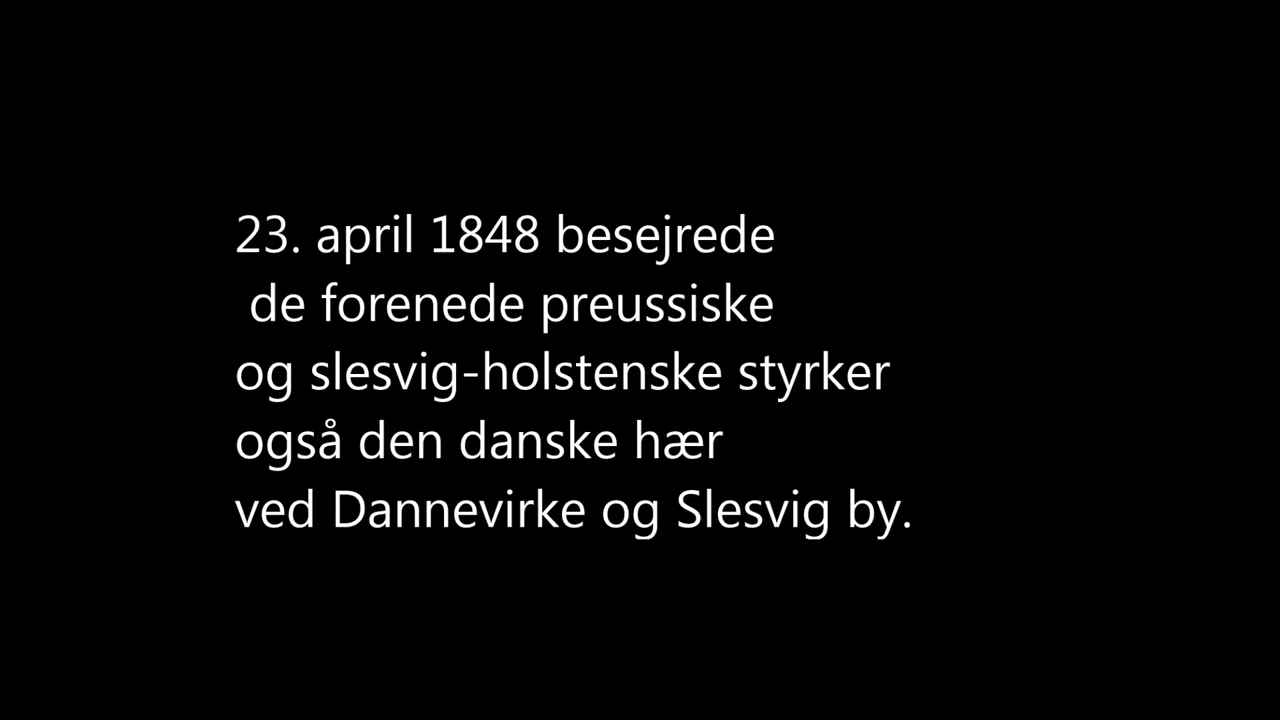 23. april 1848 besejrede
de forenede preussiske
og slesvig-holstenske styrker
også den danske hær
ved Dannevirke og Slesvig by.